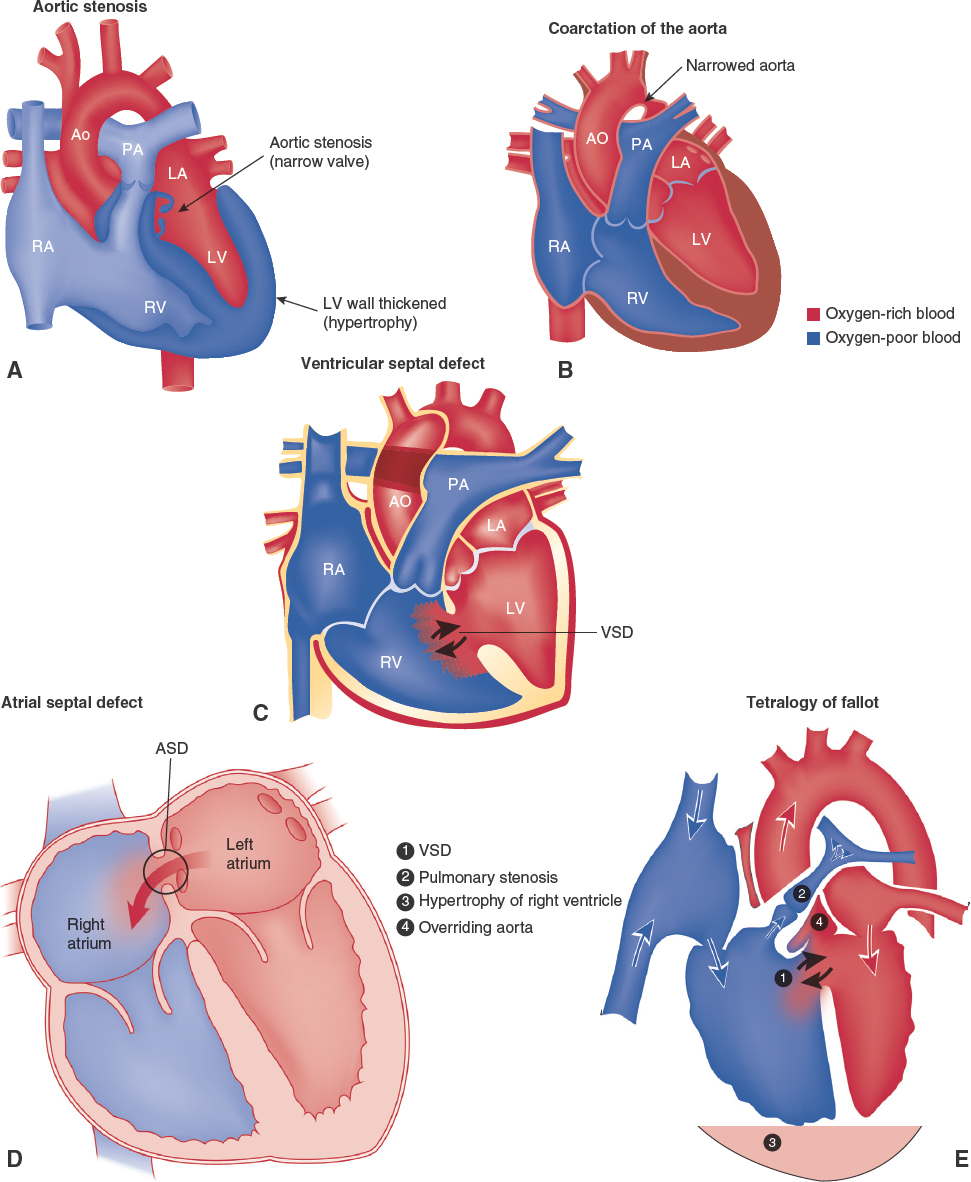 Aortic stenosis
Ao
PA
LA
Aortic stenosis
(narrow valve)
RA
LV
RV
LV wall thickened
(hypertrophy)
A
Coarctation of the aorta
Narrowed aorta
AO
PA
LA
RA
LV
RV
Oxygen-rich blood
Oxygen-poor blood
B
Ventricular septal defect
PA
AO
LA
RA
LV
VSD
RV
C
Atrial septal defect
ASD
Left
atrium
Right
atrium
D
1 VSD
2 Pulmonary stenosis
3 Hypertrophy of right ventricle
4 Overriding aorta
Tetralogy of fallot
2
4
1
3
E